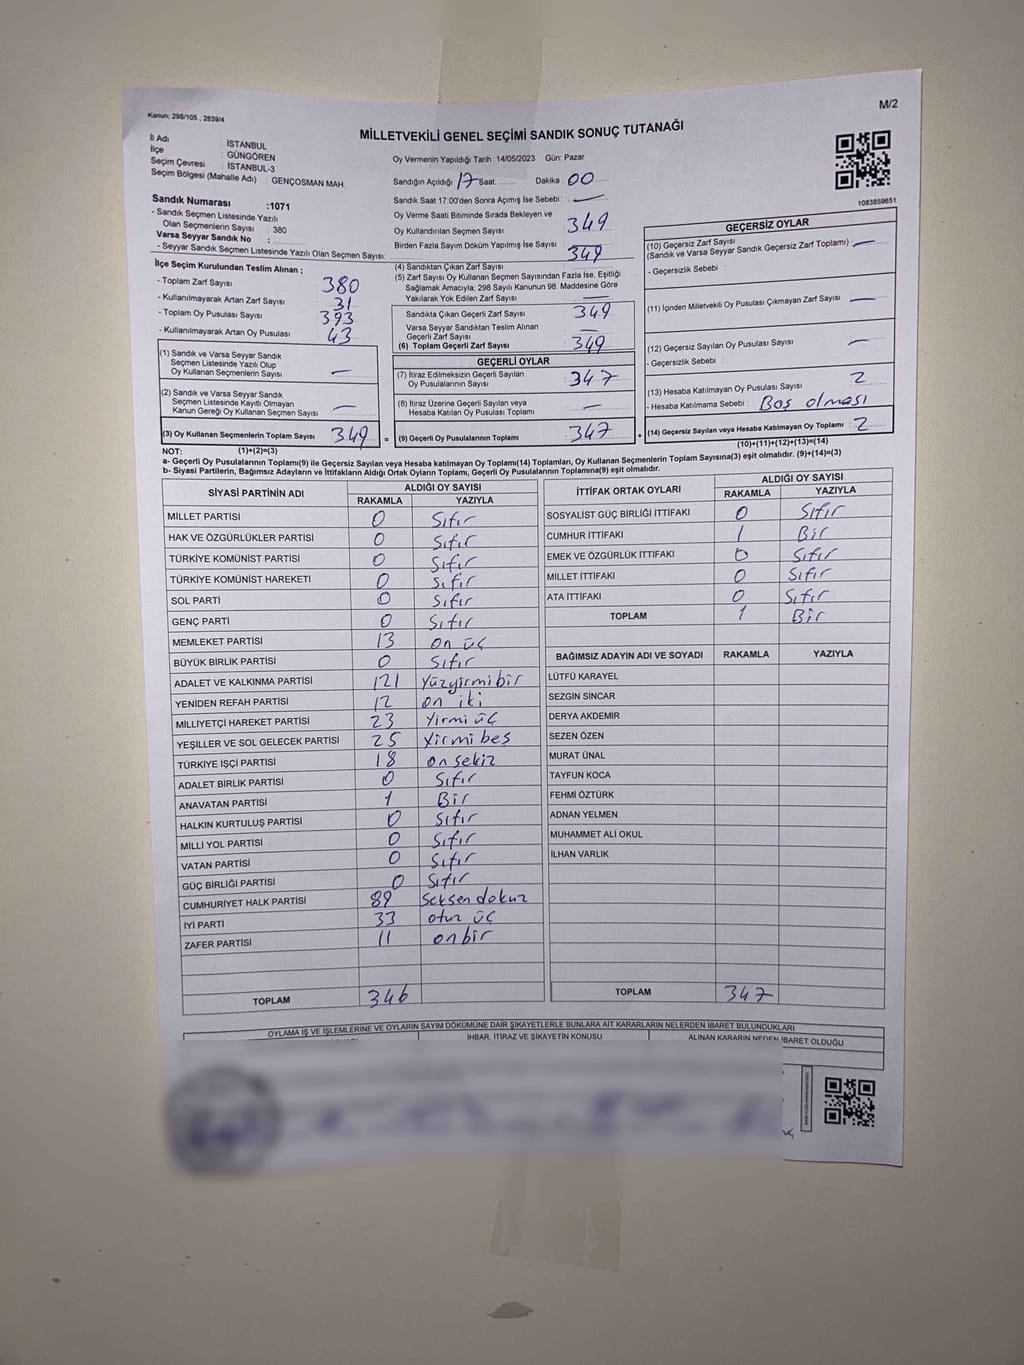 Kanun: 298/105 , 2839/4
M/2
MİLLETVEKİLİ GENEL SEÇİMİ SANDIK SONUÇ TUTANAĞI
İl Adı : İSTANBUL
İlçe : GÜNGÖREN
Seçim Çevresi : İSTANBUL-3
Seçim Bölgesi (Mahalle Adı) : GENÇOSMAN MAH.
Sandık Numarası :1071
- Sandık Seçmen Listesinde Yazılı
Olan Seçmenlerin Sayısı : 380
Varsa Seyyar Sandık No :
- Seyyar Sandık Seçmen Listesinde Yazılı Olan Seçmen Sayısı:
Oy Vermenin Yapıldığı Tarih :14/05/2023 Gün: Pazar
Sandığın Açıldığı 17 Saat: Dakika 00
Sandık Saat 17.00'den Sonra Açımış İse Sebebi : —
Oy Verme Saati Bitiminde Sırada Bekleyen ve
Oy Kullandırılan Seçmen Sayısı 349
Birden Fazla Sayım Döküm Yapılmış İse Sayısı
349
(4) Sandıktan Çıkan Zarf Sayısı
(5) Zarf Sayısı Oy Kullanan Seçmen Sayısından Fazla İse, Eşitliği
Sağlamak Amacıyla; 298 Sayılı Kanunun 98. Maddesine Göre
Yakılarak Yok Edilen Zarf Sayısı —
Sandıkta Çıkan Geçerli Zarf Sayısı 349
Varsa Seyyar Sandıktan Teslim Alınan
Geçerli Zarf Sayısı —
(6) Toplam Geçerli Zarf Sayısı 349
1083859651
GEÇERSİZ OYLAR
(10) Geçersiz Zarf Sayısı
(Sandık ve Varsa Seyyar Sandık Geçersiz Zarf Toplamı) —
- Geçersizlik Sebebi :
(11) İçinden Milletvekili Oy Pusulası Çıkmayan Zarf Sayısı —
(12) Geçersiz Sayılan Oy Pusulası Sayısı —
- Geçersizlik Sebebi :
(13) Hesaba Katılmayan Oy Pusulası Sayısı 2
- Hesaba Katılmama Sebebi : Boş olması
(14) Geçersiz Sayılan veya Hesaba Katılmayan Oy Toplamı : 2
(10)+(11)+(12)+(13)=(14)
İlçe Seçim Kurulundan Teslim Alınan ;
- Toplam Zarf Sayısı 380
- Kullanılmayarak Artan Zarf Sayısı 31
- Toplam Oy Pusulası Sayısı 393
- Kullanılmayarak Artan Oy Pusulası 43
(1) Sandık ve Varsa Seyyar Sandık
Seçmen Listesinde Yazılı Olup
Oy Kullanan Seçmenlerin Sayısı —
(2) Sandık ve Varsa Seyyar Sandık
Seçmen Listesinde Kayıtlı Olmayan
Kanun Gereği Oy Kullanan Seçmen Sayısı —
(3) Oy Kullanan Seçmenlerin Toplam Sayısı 349 =
(1)+(2)=(3)
GEÇERLİ OYLAR
(7) İtiraz Edilmeksizin Geçerli Sayılan
Oy Pusulalarının Sayısı 347
(8) İtiraz Üzerine Geçerli Sayılan veya
Hesaba Katılan Oy Pusulası Toplamı —
(9) Geçerli Oy Pusulalarının Toplamı 347 +
NOT:
a- Geçerli Oy Pusulalarının Toplamı(9) ile Geçersiz Sayılan veya Hesaba katılmayan Oy Toplamı(14) Toplamları, Oy Kullanan Seçmenlerin Toplam Sayısına(3) eşit olmalıdır. (9)+(14)=(3)
b- Siyasi Partilerin, Bağımsız Adayların ve İttifakların Aldığı Oyların Toplamı, Geçerli Oy Pusulalarının Toplamına(9) eşit olmalıdır.
SİYASİ PARTİNİN ADI ALDIĞI OY SAYISI
RAKAMLA YAZIYLA
MİLLET PARTİSİ 0 Sıfır
HAK VE ÖZGÜRLÜKLER PARTİSİ 0 Sıfır
TÜRKİYE KOMÜNİST PARTİSİ 0 Sıfır
TÜRKİYE KOMÜNİST HAREKETİ 0 Sıfır
SOL PARTİ 0 Sıfır
GENÇ PARTİ 0 Sıfır
MEMLEKET PARTİSİ 13 on üç
BÜYÜK BİRLİK PARTİSİ 0 Sıfır
ADALET VE KALKINMA PARTİSİ 121 Yüzyirmibir
YENİDEN REFAH PARTİSİ 12 on iki
MİLLİYETÇİ HAREKET PARTİSİ 23 Yirmi üç
YEŞİLLER VE SOL GELECEK PARTİSİ 25 Yirmi beş
TÜRKİYE İŞÇİ PARTİSİ 18 on sekiz
ADALET BİRLİK PARTİSİ 0 Sıfır
ANAVATAN PARTİSİ 1 Bir
HALKIN KURTULUŞ PARTİSİ 0 Sıfır
MİLLİ YOL PARTİSİ 0 Sıfır
VATAN PARTİSİ 0 Sıfır
GÜÇ BİRLİĞİ PARTİSİ 0 Sıfır
CUMHURİYET HALK PARTİSİ 89 Seksen dokuz
İYİ PARTİ 33 otuz üç
ZAFER PARTİSİ 11 onbir
TOPLAM 346
İTTİFAK ORTAK OYLARI ALDIĞI OY SAYISI
RAKAMLA YAZIYLA
SOSYALİST GÜÇ BİRLİĞİ İTTİFAKI 0 Sıfır
CUMHUR İTTİFAKI 1 Bir
EMEK VE ÖZGÜRLÜK İTTİFAKI 0 Sıfır
MİLLET İTTİFAKI 0 Sıfır
ATA İTTİFAKI 0 Sıfır
TOPLAM 1 Bir
BAĞIMSIZ ADAYIN ADI VE SOYADI RAKAMLA YAZIYLA
LÜTFÜ KARAYEL
SEZGİN SİNCAR
DERYA AKDEMİR
SEZEN ÖZEN
MURAT ÜNAL
TAYFUN KOCA
FEHMİ ÖZTÜRK
ADNAN YELMEN
MUHAMMET ALİ OKUL
İLHAN VARLIK
TOPLAM 347
OYLAMA İŞ VE İŞLEMLERİNE VE OYLARIN SAYIM DÖKÜMÜNE DAİR ŞİKAYETLERLE BUNLARA AİT KARARLARIN NELERDEN İBARET BULUNDUKLARI
İHBAR, İTİRAZ VE ŞİKAYETİN KONUSU ALINAN KARARIN NEDEN İBARET OLDUĞU